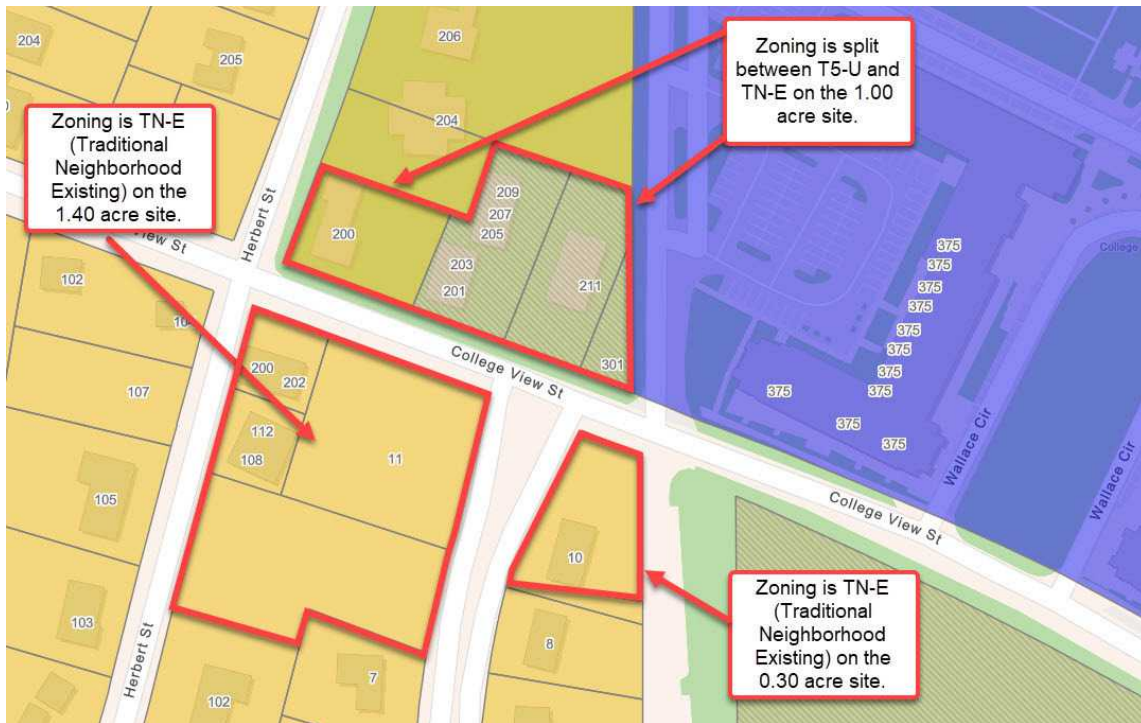 204
205
206
Zoning is split
between T5-U and
TN-E on the 1.00
acre site.
Zoning is TN-E
(Traditional
Neighborhood
Existing) on the
1.40 acre site.
204
Herbert St
209
207
205
200
203
201
211
301
View St
102
10
107
200
202
112
108
11
105
103
102
7
10
8
College View St
College View St
Herbert St
375
375
375
375
375
375
375
375
375
375
375
Wallace Cir
Wallace Cir
College
Zoning is TN-E
(Traditional
Neighborhood
Existing) on the
0.30 acre site.